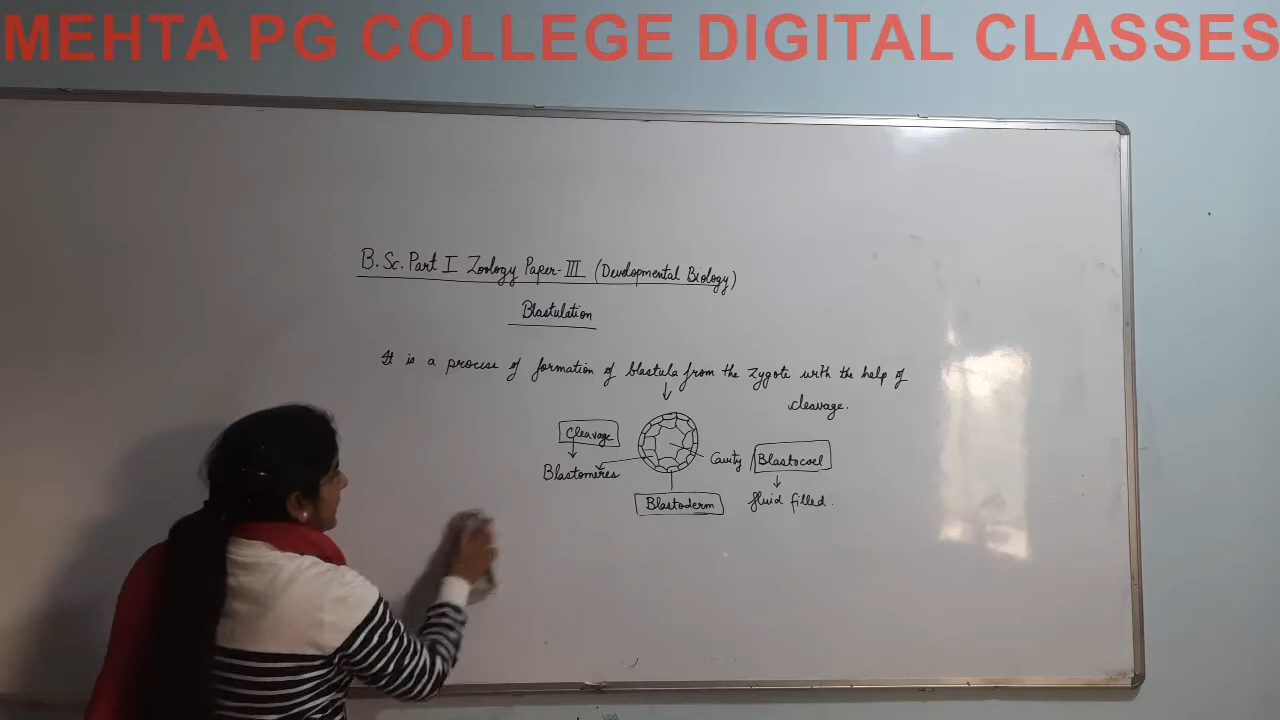 MEHTA PG COLLEGE DIGITAL CLASSES
B.Sc. Part I Zoology Paper-III (Developmental Biology)
Blastulation
It is a process of formation of blastula from the zygote with the help of
cleavage.
Cleavage
Blastomeres
Cavity
Blastocoel
Blastoderm
fluid filled.